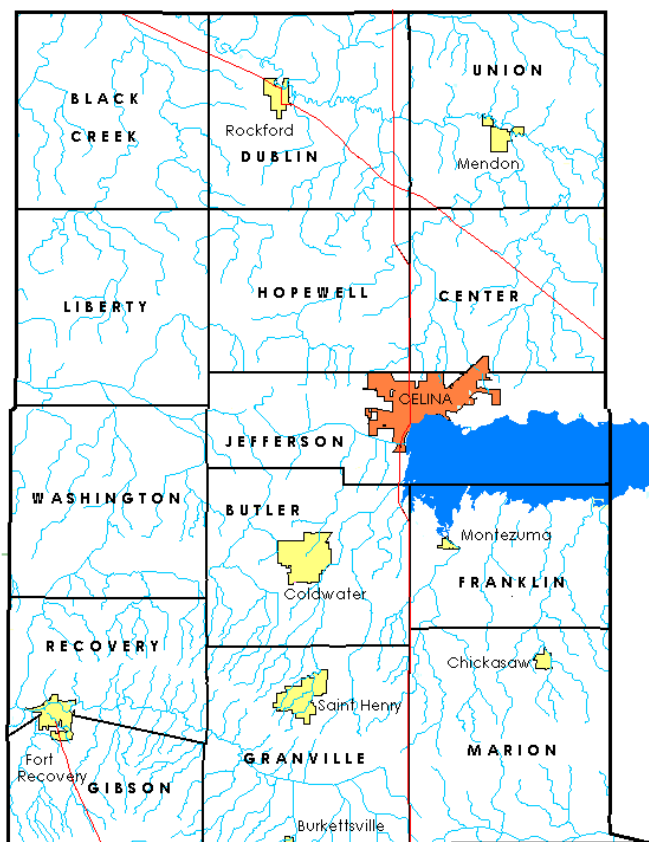 UNION
BLACK
CREEK
Rockford
DUBLIN
Mendon
HOPEWELL
CENTER
LIBERTY
CELINA
JEFFERSON
WASHINGTON
BUTLER
Montezuma
Coldwater
FRANKLIN
RECOVERY
Chickasaw
Saint Henry
MARION
GRANVILLE
Fort
Recovery
GIBSON
Burkettsville